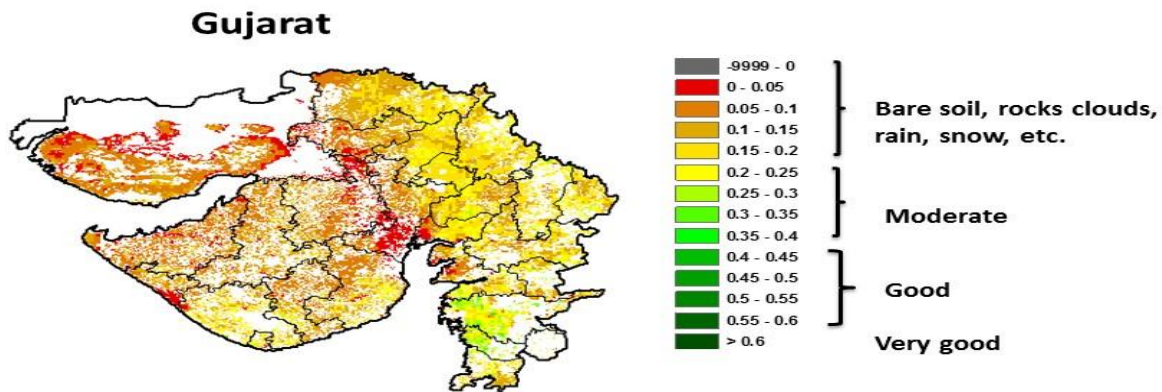 Gujarat
-9999 - 0
0 - 0.05
0.05 - 0.1
0.1 - 0.15
0.15 - 0.2
0.2 - 0.25
0.25 - 0.3
0.3 - 0.35
0.35 - 0.4
0.4 - 0.45
0.45 - 0.5
0.5 - 0.55
0.55 - 0.6
> 0.6
Bare soil, rocks clouds,
rain, snow, etc.
Moderate
Good
Very good